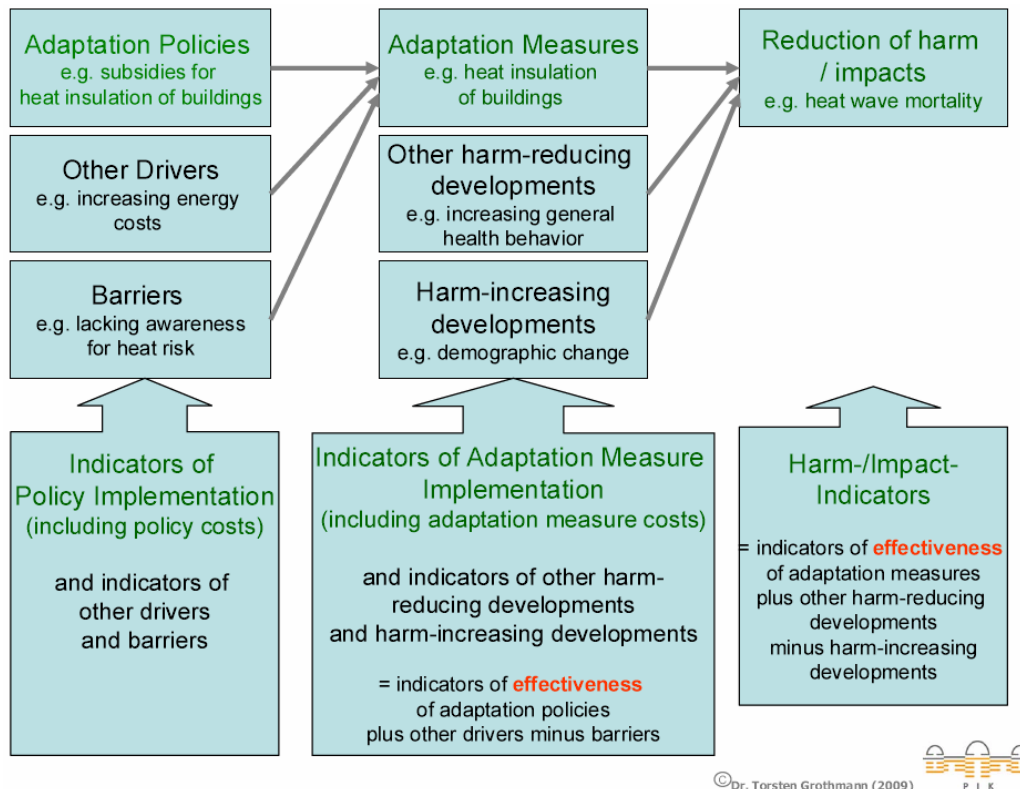 Adaptation Policies
e.g. subsidies for
heat insulation of buildings
Adaptation Measures
e.g. heat insulation
of buildings
Reduction of harm
/ impacts
e.g. heat wave mortality
Other Drivers
e.g. increasing energy
costs
Other harm-reducing
developments
e.g. increasing general
health behavior
Barriers
e.g. lacking awareness
for heat risk
Harm-increasing
developments
e.g. demographic change
Indicators of
Policy Implementation
(including policy costs)
and indicators of
other drivers
and barriers
Indicators of Adaptation Measure
Implementation
(including adaptation measure costs)
and indicators of other harm-
reducing developments
and harm-increasing developments
= indicators of effectiveness
of adaptation policies
plus other drivers minus barriers
Harm-/Impact-
Indicators
= indicators of effectiveness
of adaptation measures
plus other harm-reducing
developments
minus harm-increasing
developments
©Dr. Torsten Grothmann (2009)
P I K